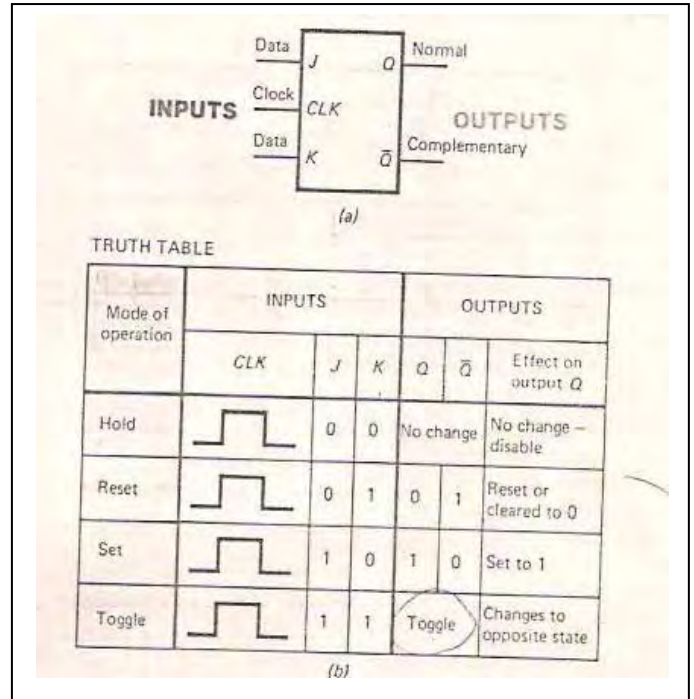 Data
J
Q
Normal
Clock
INPUTS
CLK
OUTPUTS
Data
K
Q̅
Complementary
(a)
TRUTH TABLE
Mode of
operation
INPUTS
OUTPUTS
CLK
J
K
Q
Q̅
Effect on
output Q
Hold
0
0
No change
No change –
disable
Reset
0
1
0
1
Reset or
cleared to 0
Set
1
0
1
0
Set to 1
Toggle
1
1
Toggle
Changes to
opposite state
(b)